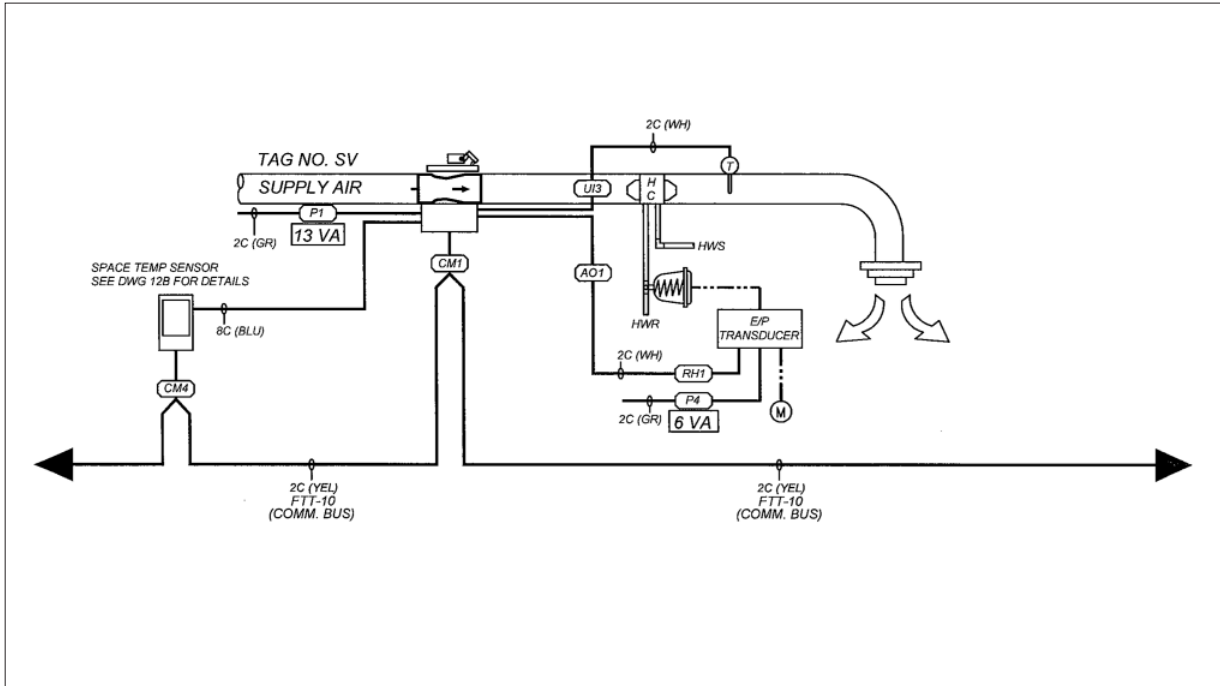 2C (WH)
TAG NO. SV
SUPPLY AIR
T
UI3
H
C
P1
13 VA
2C (GR)
HWS
CM1
AO1
SPACE TEMP SENSOR
SEE DWG 12B FOR DETAILS
8C (BLU)
HWR
E/P
TRANSDUCER
2C (WH)
RH1
CM4
P4
2C (GR)
6 VA
M
2C (YEL)
FTT-10
(COMM. BUS)
2C (YEL)
FTT-10
(COMM. BUS)